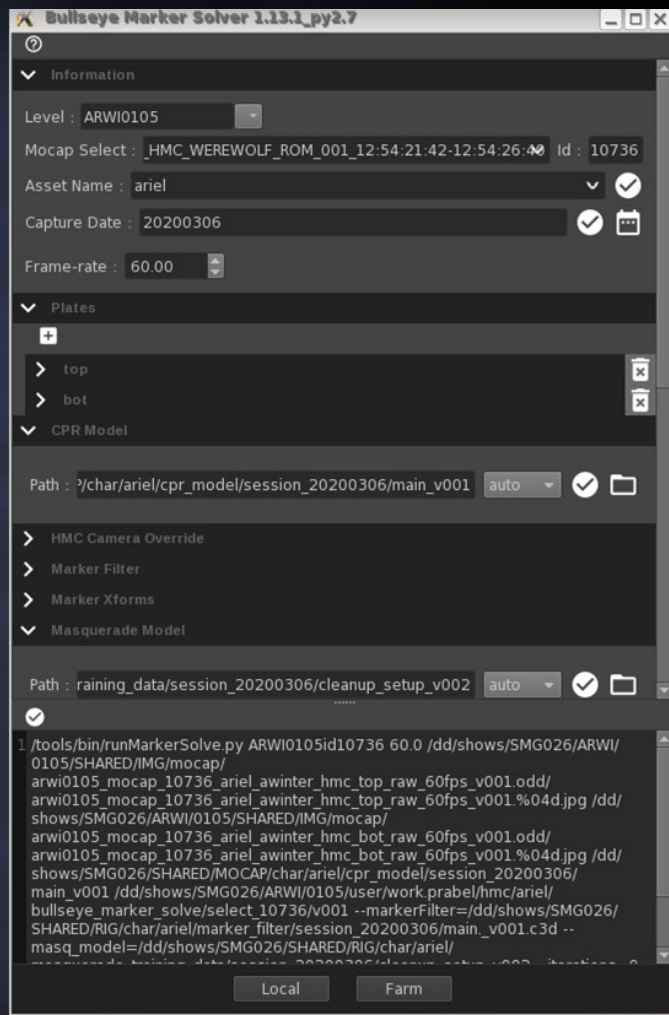 Bullseye Marker Solver 1.13.1_py2.7
Information
Level : ARWI0105
Mocap Select : _HMC_WEREWOLF_ROM_001_12:54:21:42-12:54:26:40 Id : 10736
Asset Name : ariel
Capture Date : 20200306
Frame-rate : 60.00
Plates
top
bot
CPR Model
Path : ?/char/ariel/cpr_model/session_20200306/main_v001 auto
HMC Camera Override
Marker Filter
Marker Xforms
Masquerade Model
Path : raining_data/session_20200306/cleanup_setup_v002 auto
1 /tools/bin/runMarkerSolve.py ARWI0105id10736 60.0 /dd/shows/SMG026/ARWI/
0105/SHARED/IMG/mocap/
arwi0105_mocap_10736_ariel_awinter_hmc_top_raw_60fps_v001.odd/
arwi0105_mocap_10736_ariel_awinter_hmc_top_raw_60fps_v001.%04d.jpg /dd/
shows/SMG026/ARWI/0105/SHARED/IMG/mocap/
arwi0105_mocap_10736_ariel_awinter_hmc_bot_raw_60fps_v001.odd/
arwi0105_mocap_10736_ariel_awinter_hmc_bot_raw_60fps_v001.%04d.jpg /dd/
shows/SMG026/SHARED/MOCAP/char/ariel/cpr_model/session_20200306/
main_v001 /dd/shows/SMG026/ARWI/0105/user/work.prabel/hmc/ariel/
bullseye_marker_solve/select_10736/v001 --markerFilter=/dd/shows/SMG026/
SHARED/RIG/char/ariel/marker_filter/session_20200306/main._v001.c3d --
masq_model=/dd/shows/SMG026/SHARED/RIG/char/ariel/
Local Farm